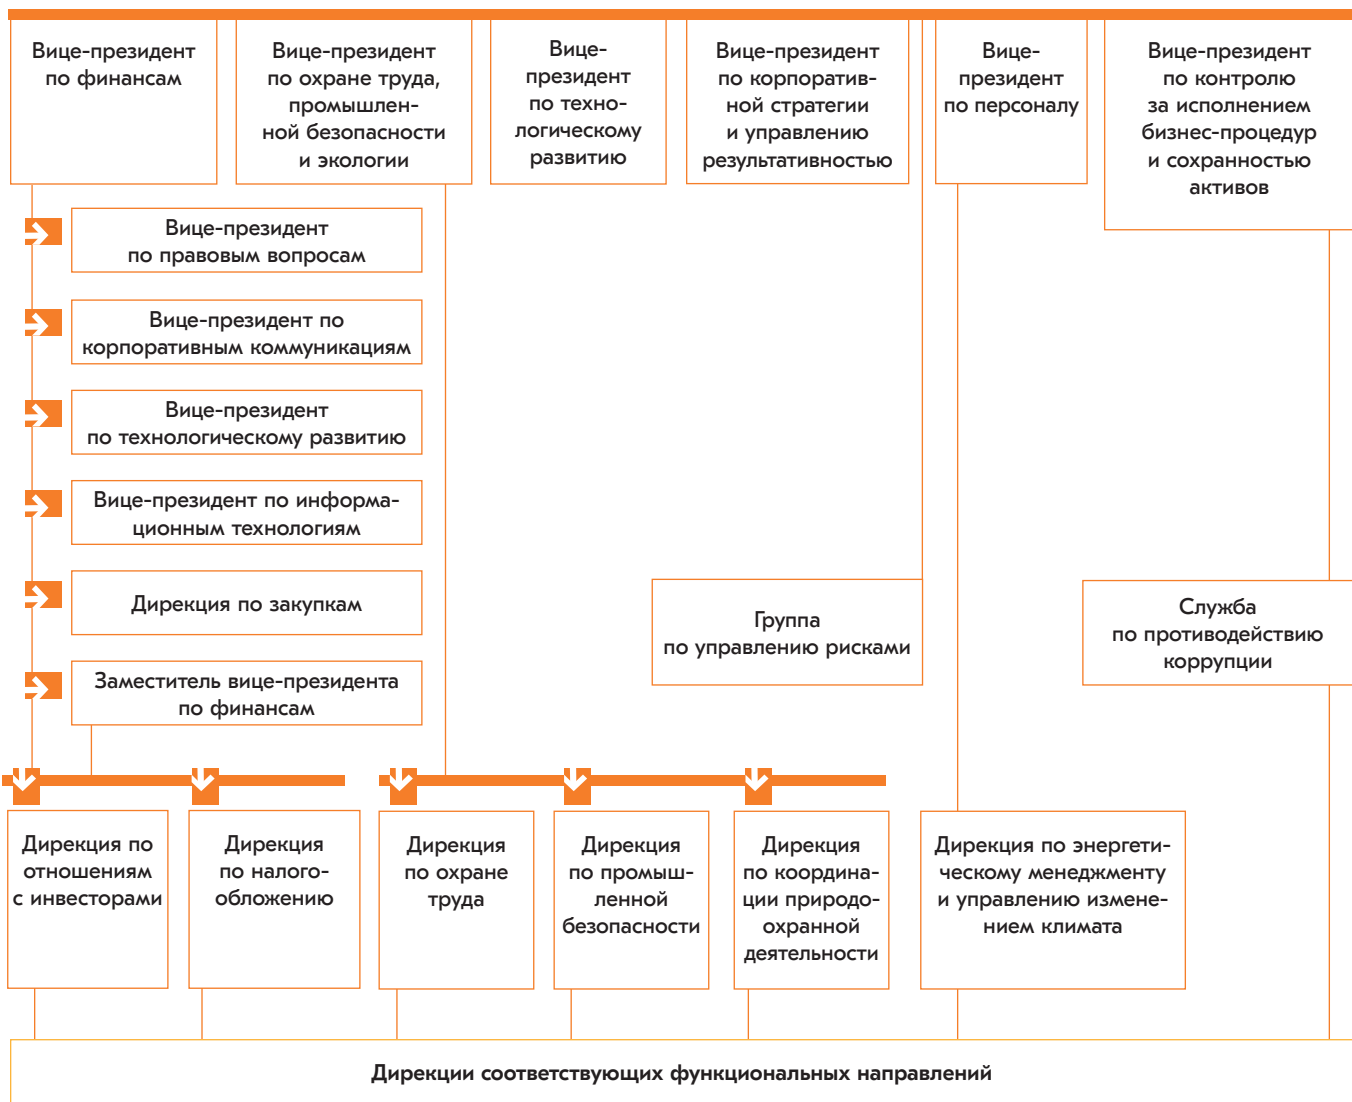 Вице-президент
по финансам
Вице-президент
по охране труда,
промышлен-
ной безопасности
и экологии
Вице-
президент
по техно-
логическому
развитию
Вице-президент
по корпоратив-
ной стратегии
и управлению
результативностью
Вице-
президент
по персоналу
Вице-президент
по контролю
за исполнением
бизнес-процедур
и сохранностью
активов
Вице-президент
по правовым вопросам
Вице-президент по
корпоративным коммуникациям
Вице-президент
по технологическому развитию
Вице-президент по информа-
ционным технологиям
Дирекция по закупкам
Заместитель вице-президента
по финансам
Группа
по управлению рисками
Служба
по противодействию
коррупции
Дирекция по
отношениям
с инвесторами
Дирекция
по налого-
обложению
Дирекция
по охране
труда
Дирекция
по промыш-
ленной
безопасности
Дирекция
по координа-
ции природо-
охранной
деятельности
Дирекция по энергети-
ческому менеджменту
и управлению измене-
нием климата
Дирекции соответствующих функциональных направлений